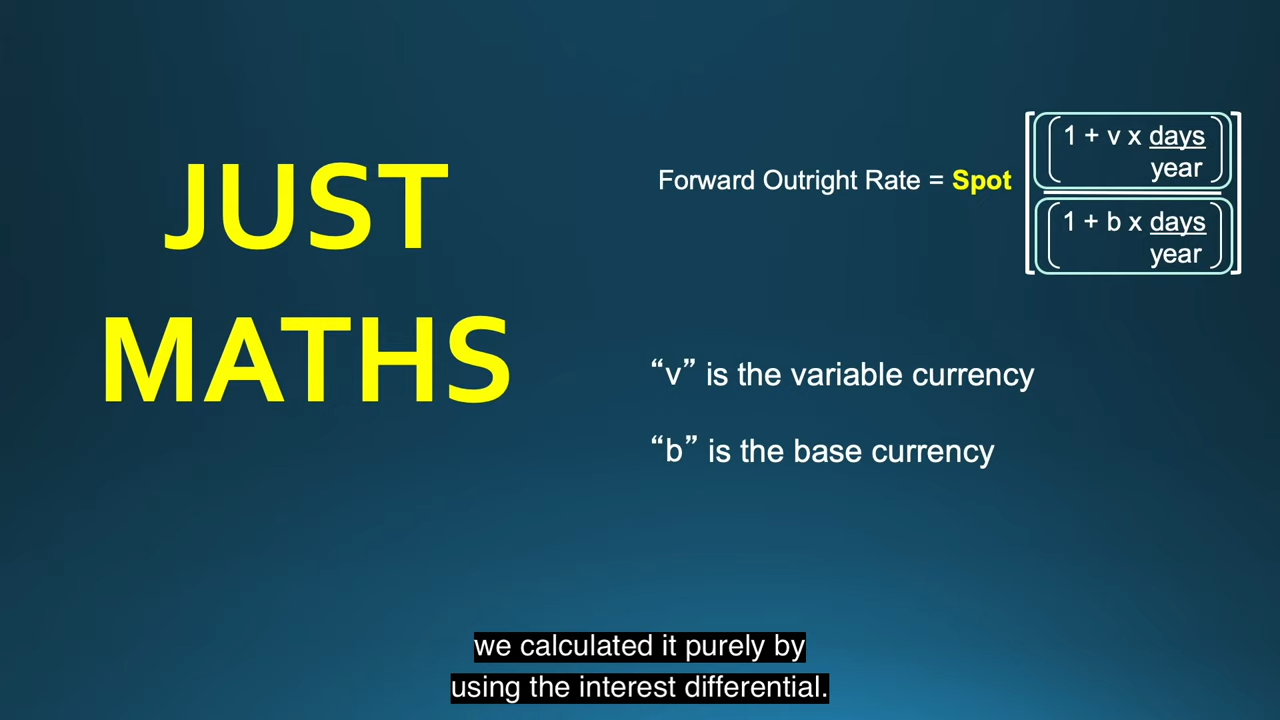 JUST
MATHS
Forward Outright Rate = Spot
1 + v x days
year
1 + b x days
year
“v” is the variable currency
“b” is the base currency
we calculated it purely by
using the interest differential.